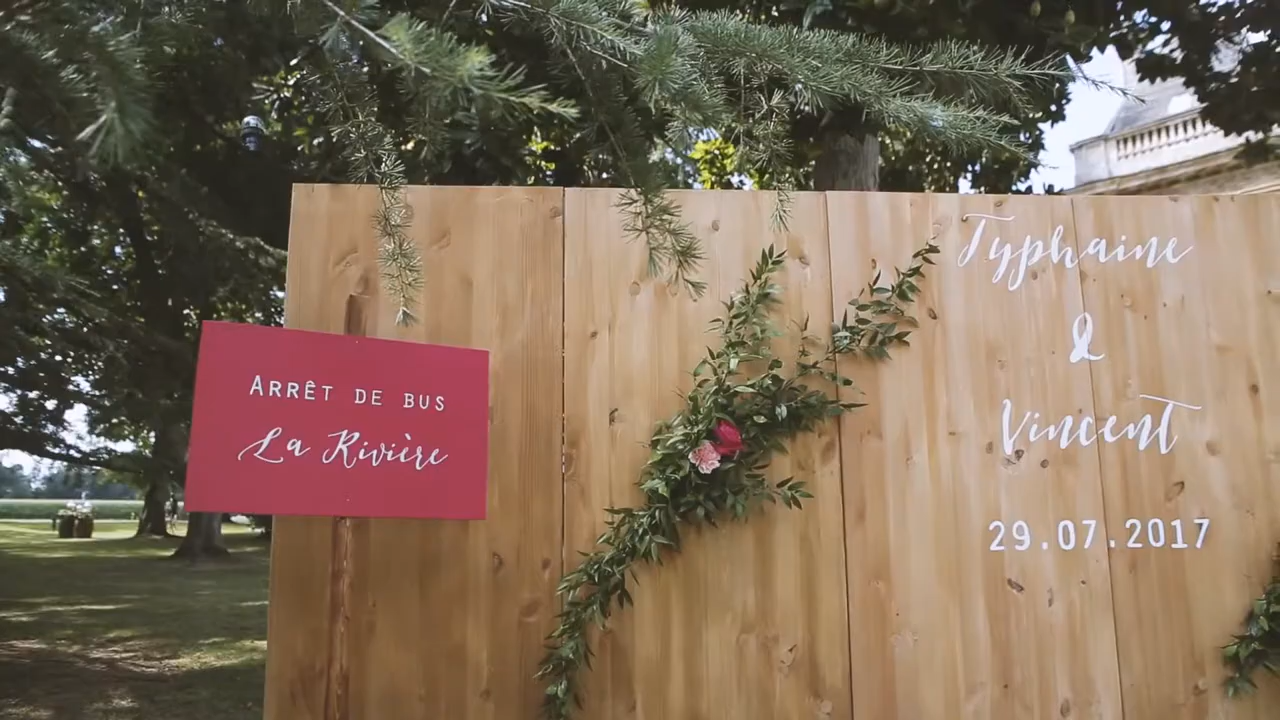 ARRÊT DE BUS
La Rivière
Typhaine
&
Vincent
29.07.2017